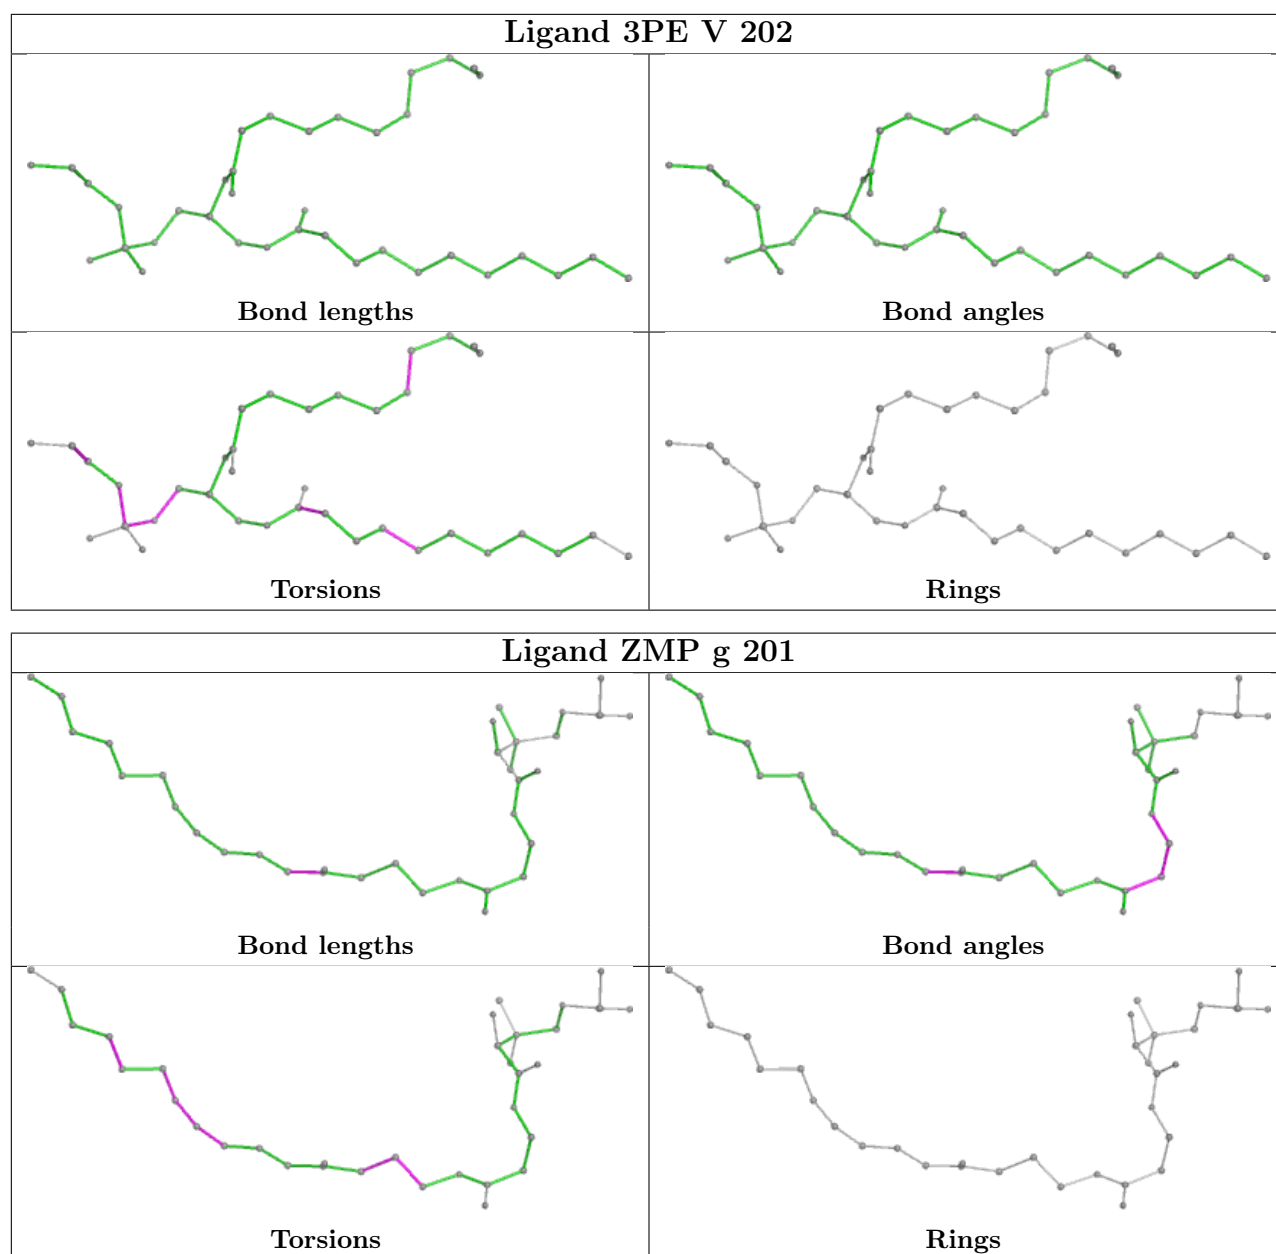 Ligand 3PE V 202
Bond lengths
Bond angles
Torsions
Rings
Ligand ZMP g 201
Bond lengths
Bond angles
Torsions
Rings